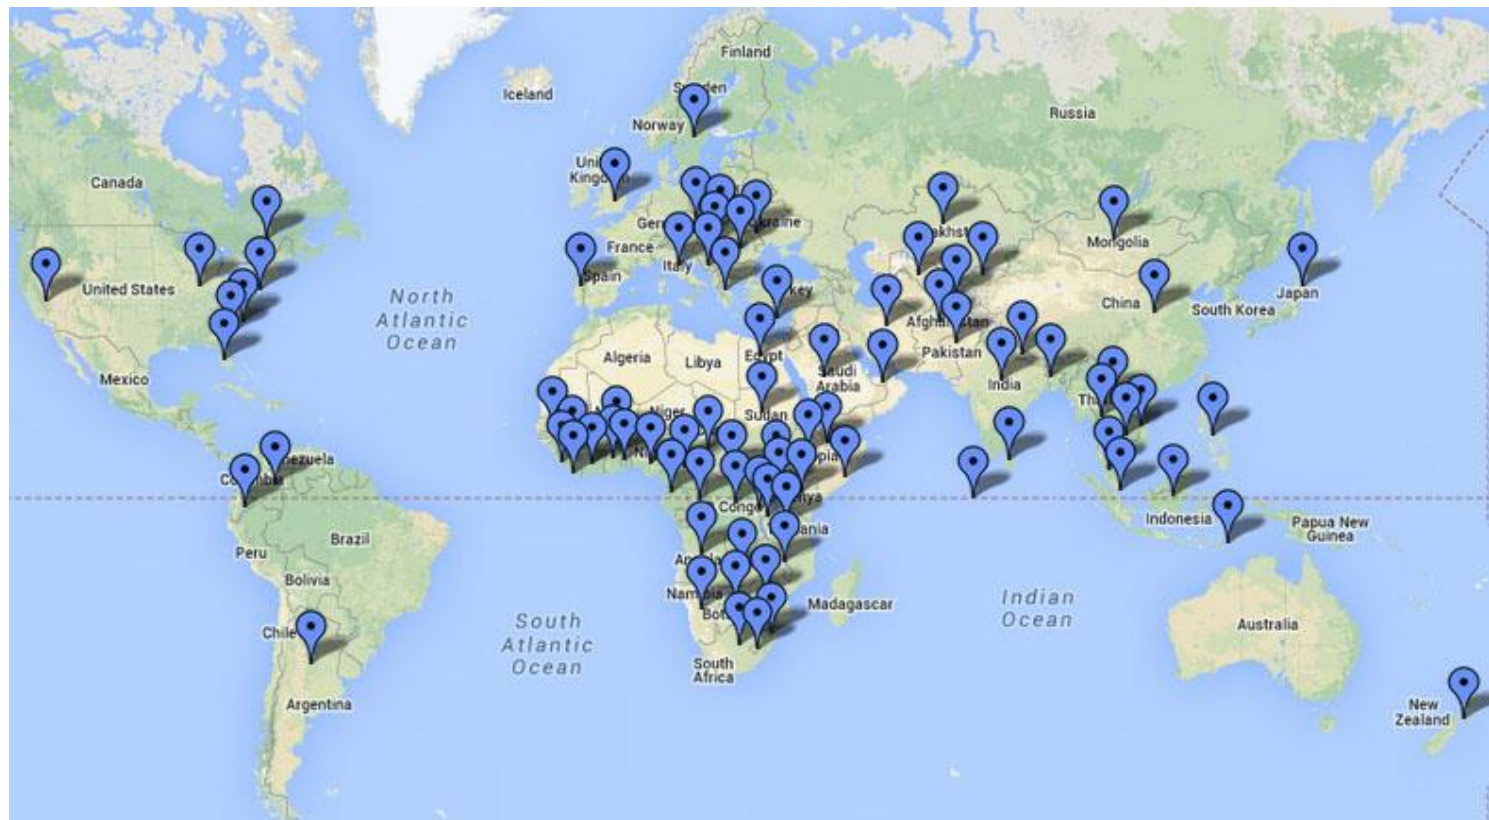 Finland
Iceland
Norway
Russia
Canada
France
Mongolia
Italy
Spain
United States
North
Atlantic
Ocean
China
Japan
South Korea
Mexico
Algeria
Libya
Pakistan
Saudi
Arabia
India
Niger
Sudan
Indonesia
Papua New
Guinea
Peru
Brazil
Bolivia
Madagascar
Indian
Ocean
South
Atlantic
Ocean
Chile
Australia
South
Africa
Argentina
New
Zealand